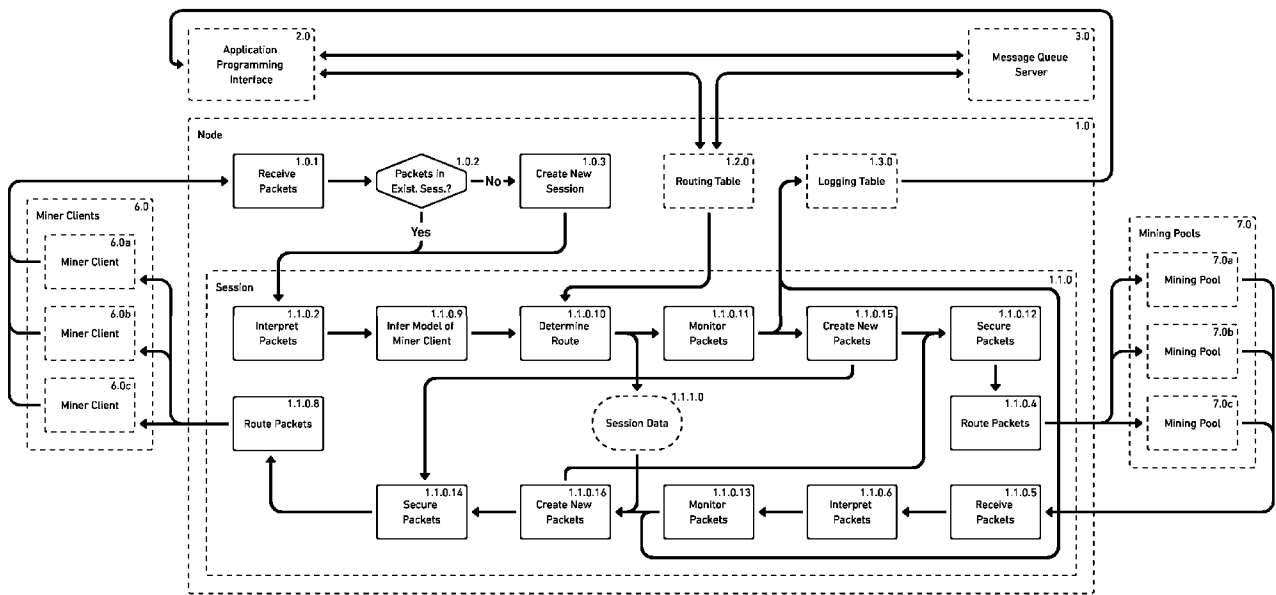 2.0
Application
Programming
Interface
3.0
Message Queue
Server
Node
1.0
1.0.1
Receive
Packets
1.0.2
Packets in
Exist. Sess.?
No
Yes
1.0.3
Create New
Session
1.2.0
Routing Table
1.3.0
Logging Table
6.0
Miner Clients
6.0a
Miner Client
6.0b
Miner Client
6.0c
Miner Client
7.0
Mining Pools
7.0a
Mining Pool
7.0b
Mining Pool
7.0c
Mining Pool
Session
1.1.0
1.1.0.2
Interpret
Packets
1.1.0.9
Infer Model of
Miner Client
1.1.0.10
Determine
Route
1.1.0.11
Monitor
Packets
1.1.0.15
Create New
Packets
1.1.0.12
Secure
Packets
1.1.0.8
Route Packets
1.1.1.0
Session Data
1.1.0.4
Route Packets
1.1.0.14
Secure
Packets
1.1.0.16
Create New
Packets
1.1.0.13
Monitor
Packets
1.1.0.6
Interpret
Packets
1.1.0.5
Receive
Packets